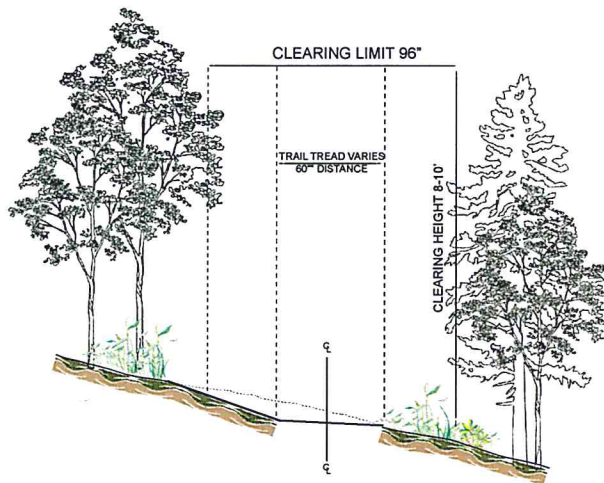 CLEARING LIMIT 96"
TRAIL TREAD VARIES
60"" DISTANCE
CLEARING HEIGHT 8-10'
℄
℄